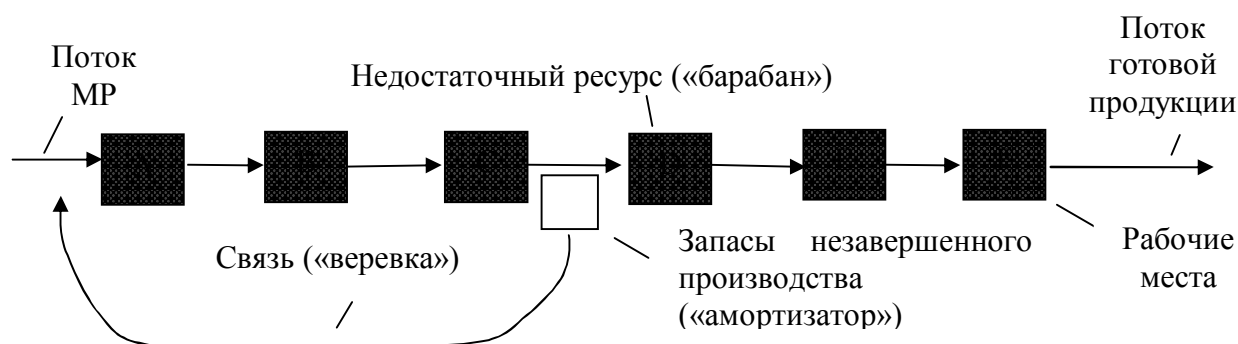 Поток
МР
Недостаточный ресурс («барабан»)
Поток
готовой
продукции
Связь («веревка»)
Запасы незавершенного
производства
(«амортизатор»)
Рабочие
места